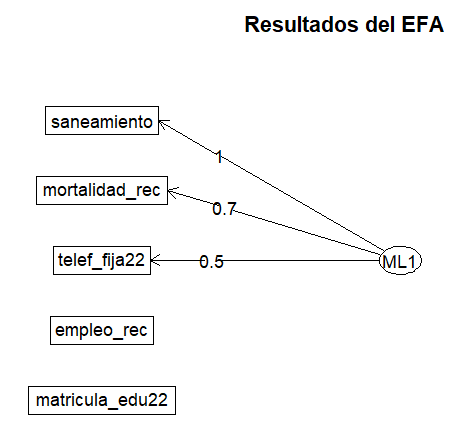 Resultados del EFA
saneamiento
1
mortalidad_rec
0.7
telef_fija22
0.5
ML1
empleo_rec
matricula_edu22